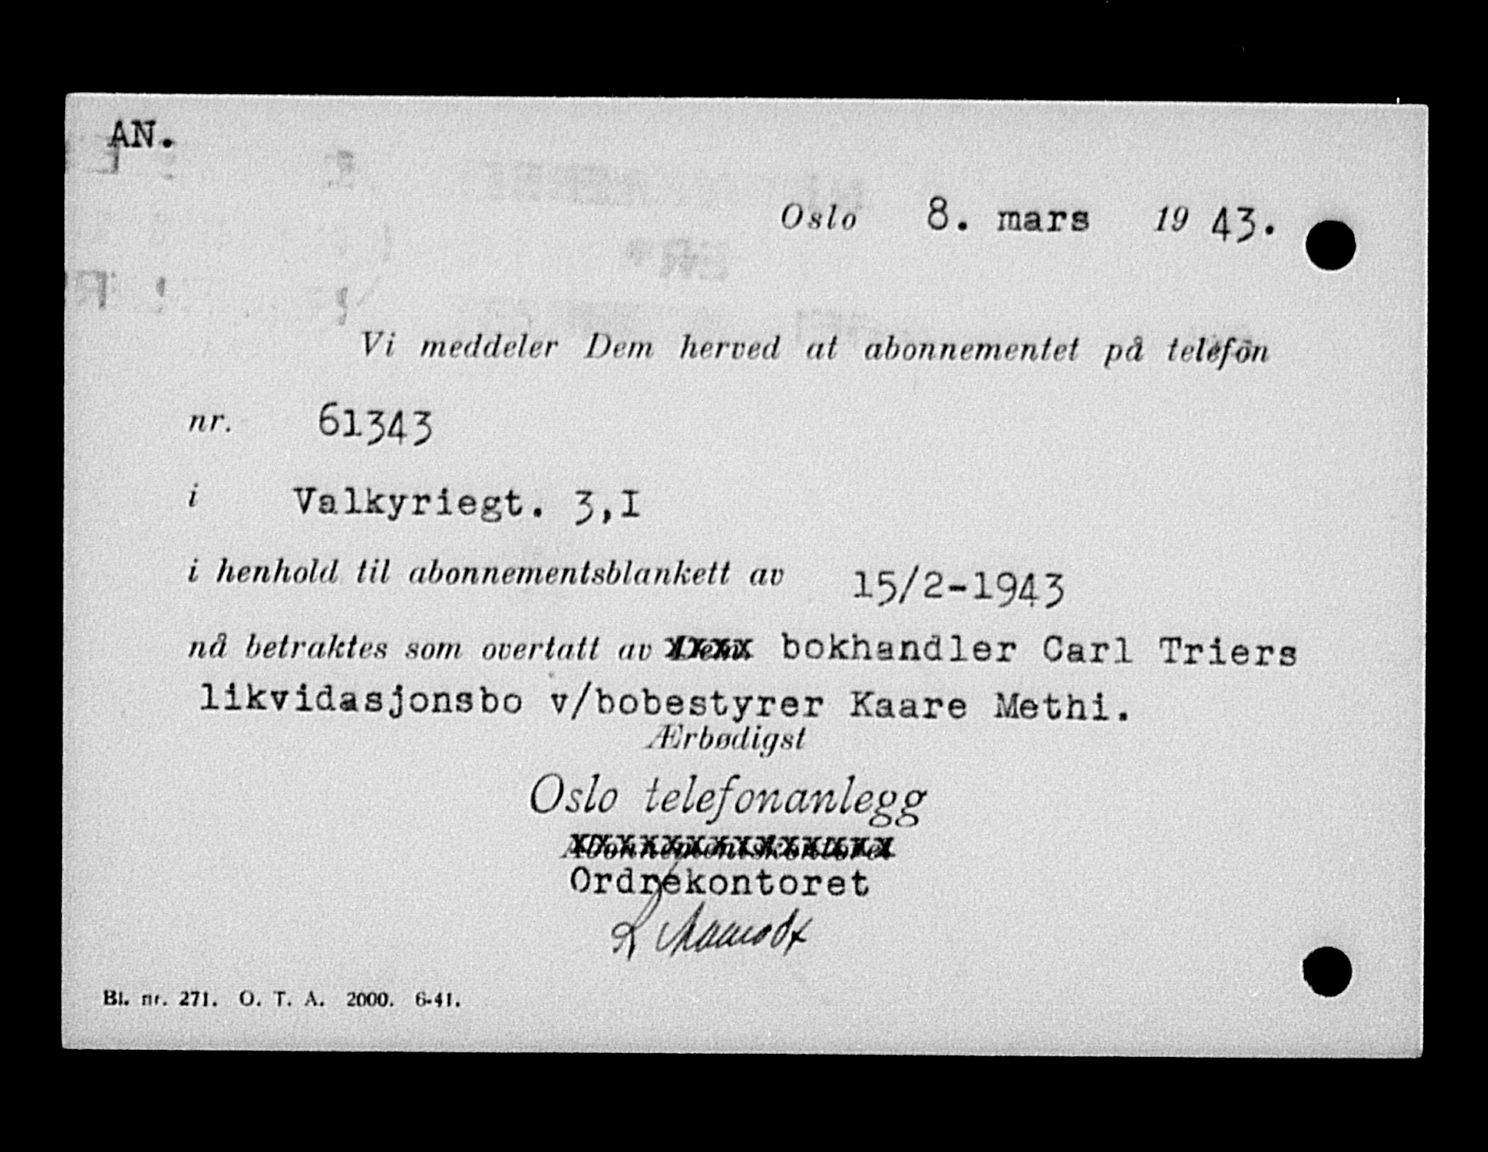 AN.
Oslo 8. mars 1943.
Vi meddeler Dem herved at abonnementet på telefon
nr. 61343
i Valkyriegt. 3,I
i henhold til abonnementsblankett av 15/2-1943
nå betraktes som overtatt av Dem bokhandler Carl Triers
likvidasjonsbo v/bobestyrer Kaare Methi.
Ærbødigst
Oslo telefonanlegg
Abonnementskontoret
Ordrekontoret
Bl. nr. 271. O. T. A. 2000. 6-41.